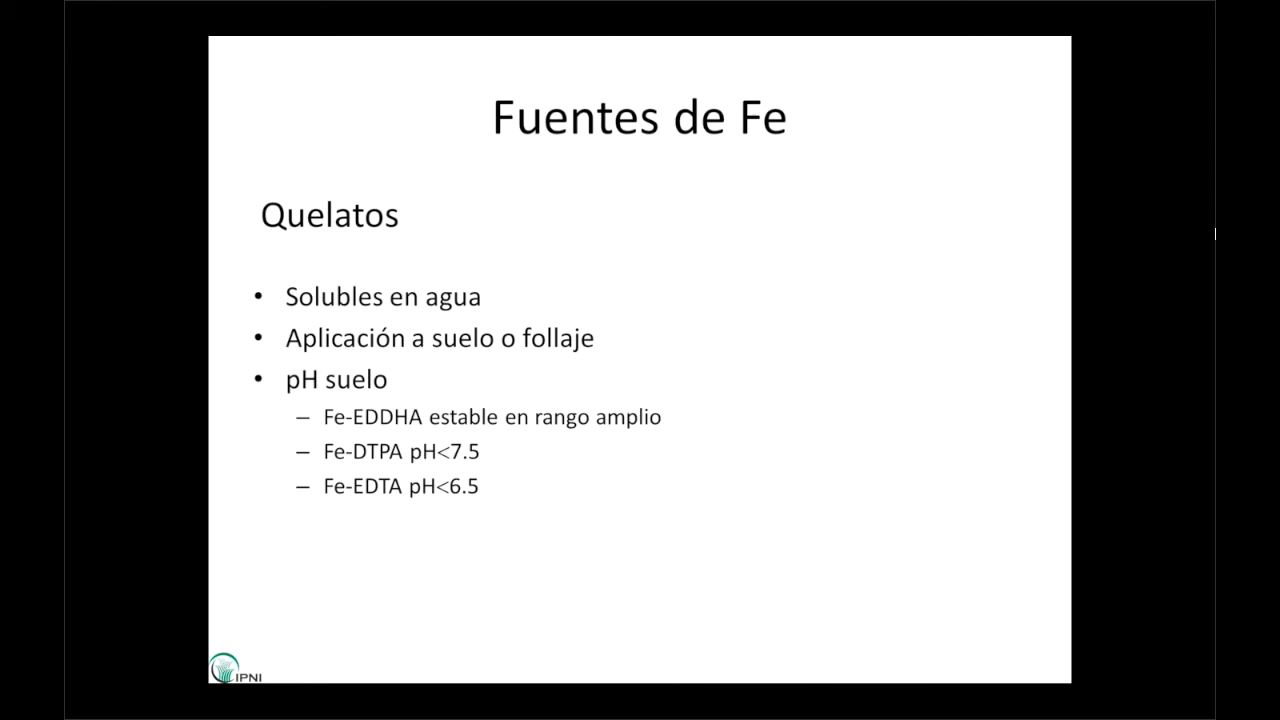 Fuentes de Fe
Quelatos
• Solubles en agua
• Aplicación a suelo o follaje
• pH suelo
– Fe-EDDHA estable en rango amplio
– Fe-DTPA pH<7.5
– Fe-EDTA pH<6.5
IPNI